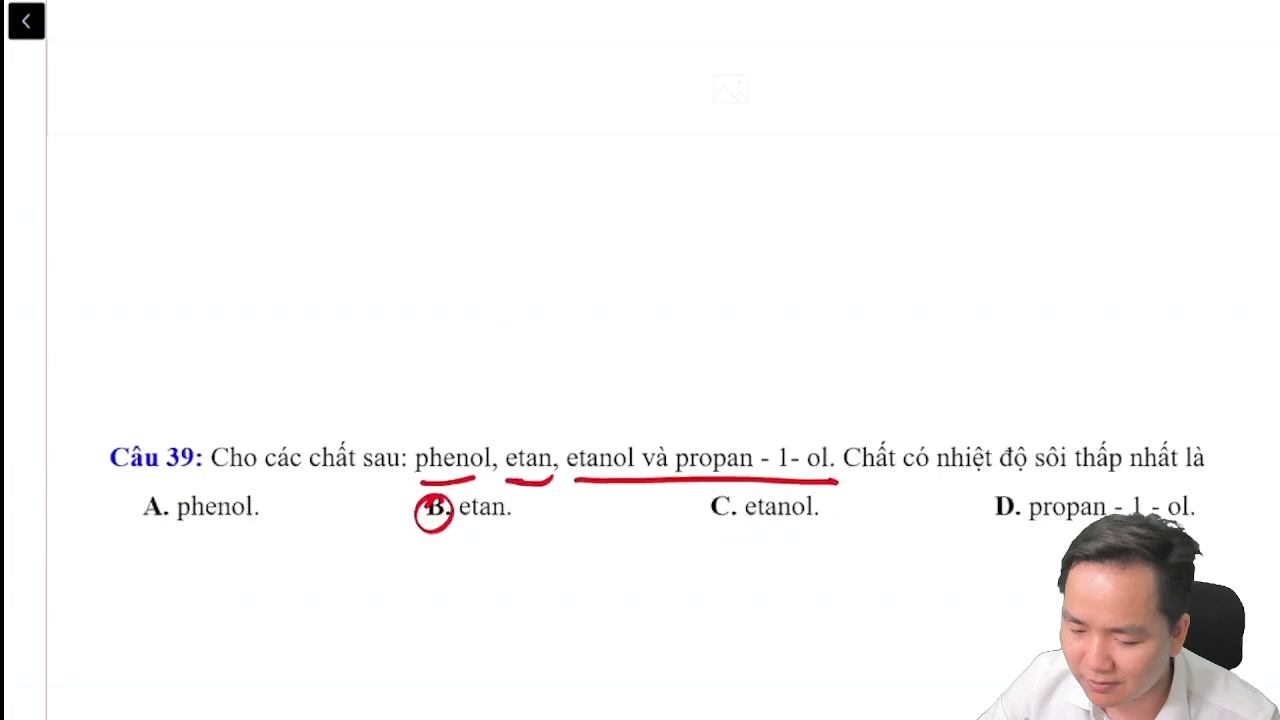 Câu 39: Cho các chất sau: phenol, etan, etanol và propan - 1- ol. Chất có nhiệt độ sôi thấp nhất là
A. phenol. B. etan. C. etanol. D. propan - 1 - ol.